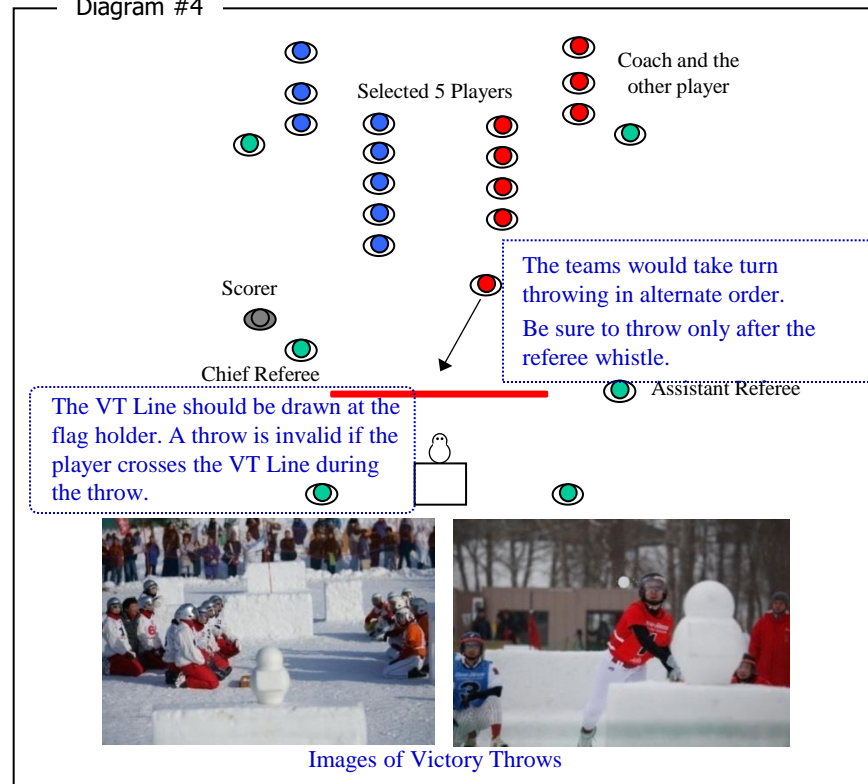 Diagram #4
Coach and the
other player
Selected 5 Players
The teams would take turn
throwing in alternate order.
Be sure to throw only after the
referee whistle.
Scorer
Chief Referee
Assistant Referee
The VT Line should be drawn at the
flag holder. A throw is invalid if the
player crosses the VT Line during
the throw.
Images of Victory Throws